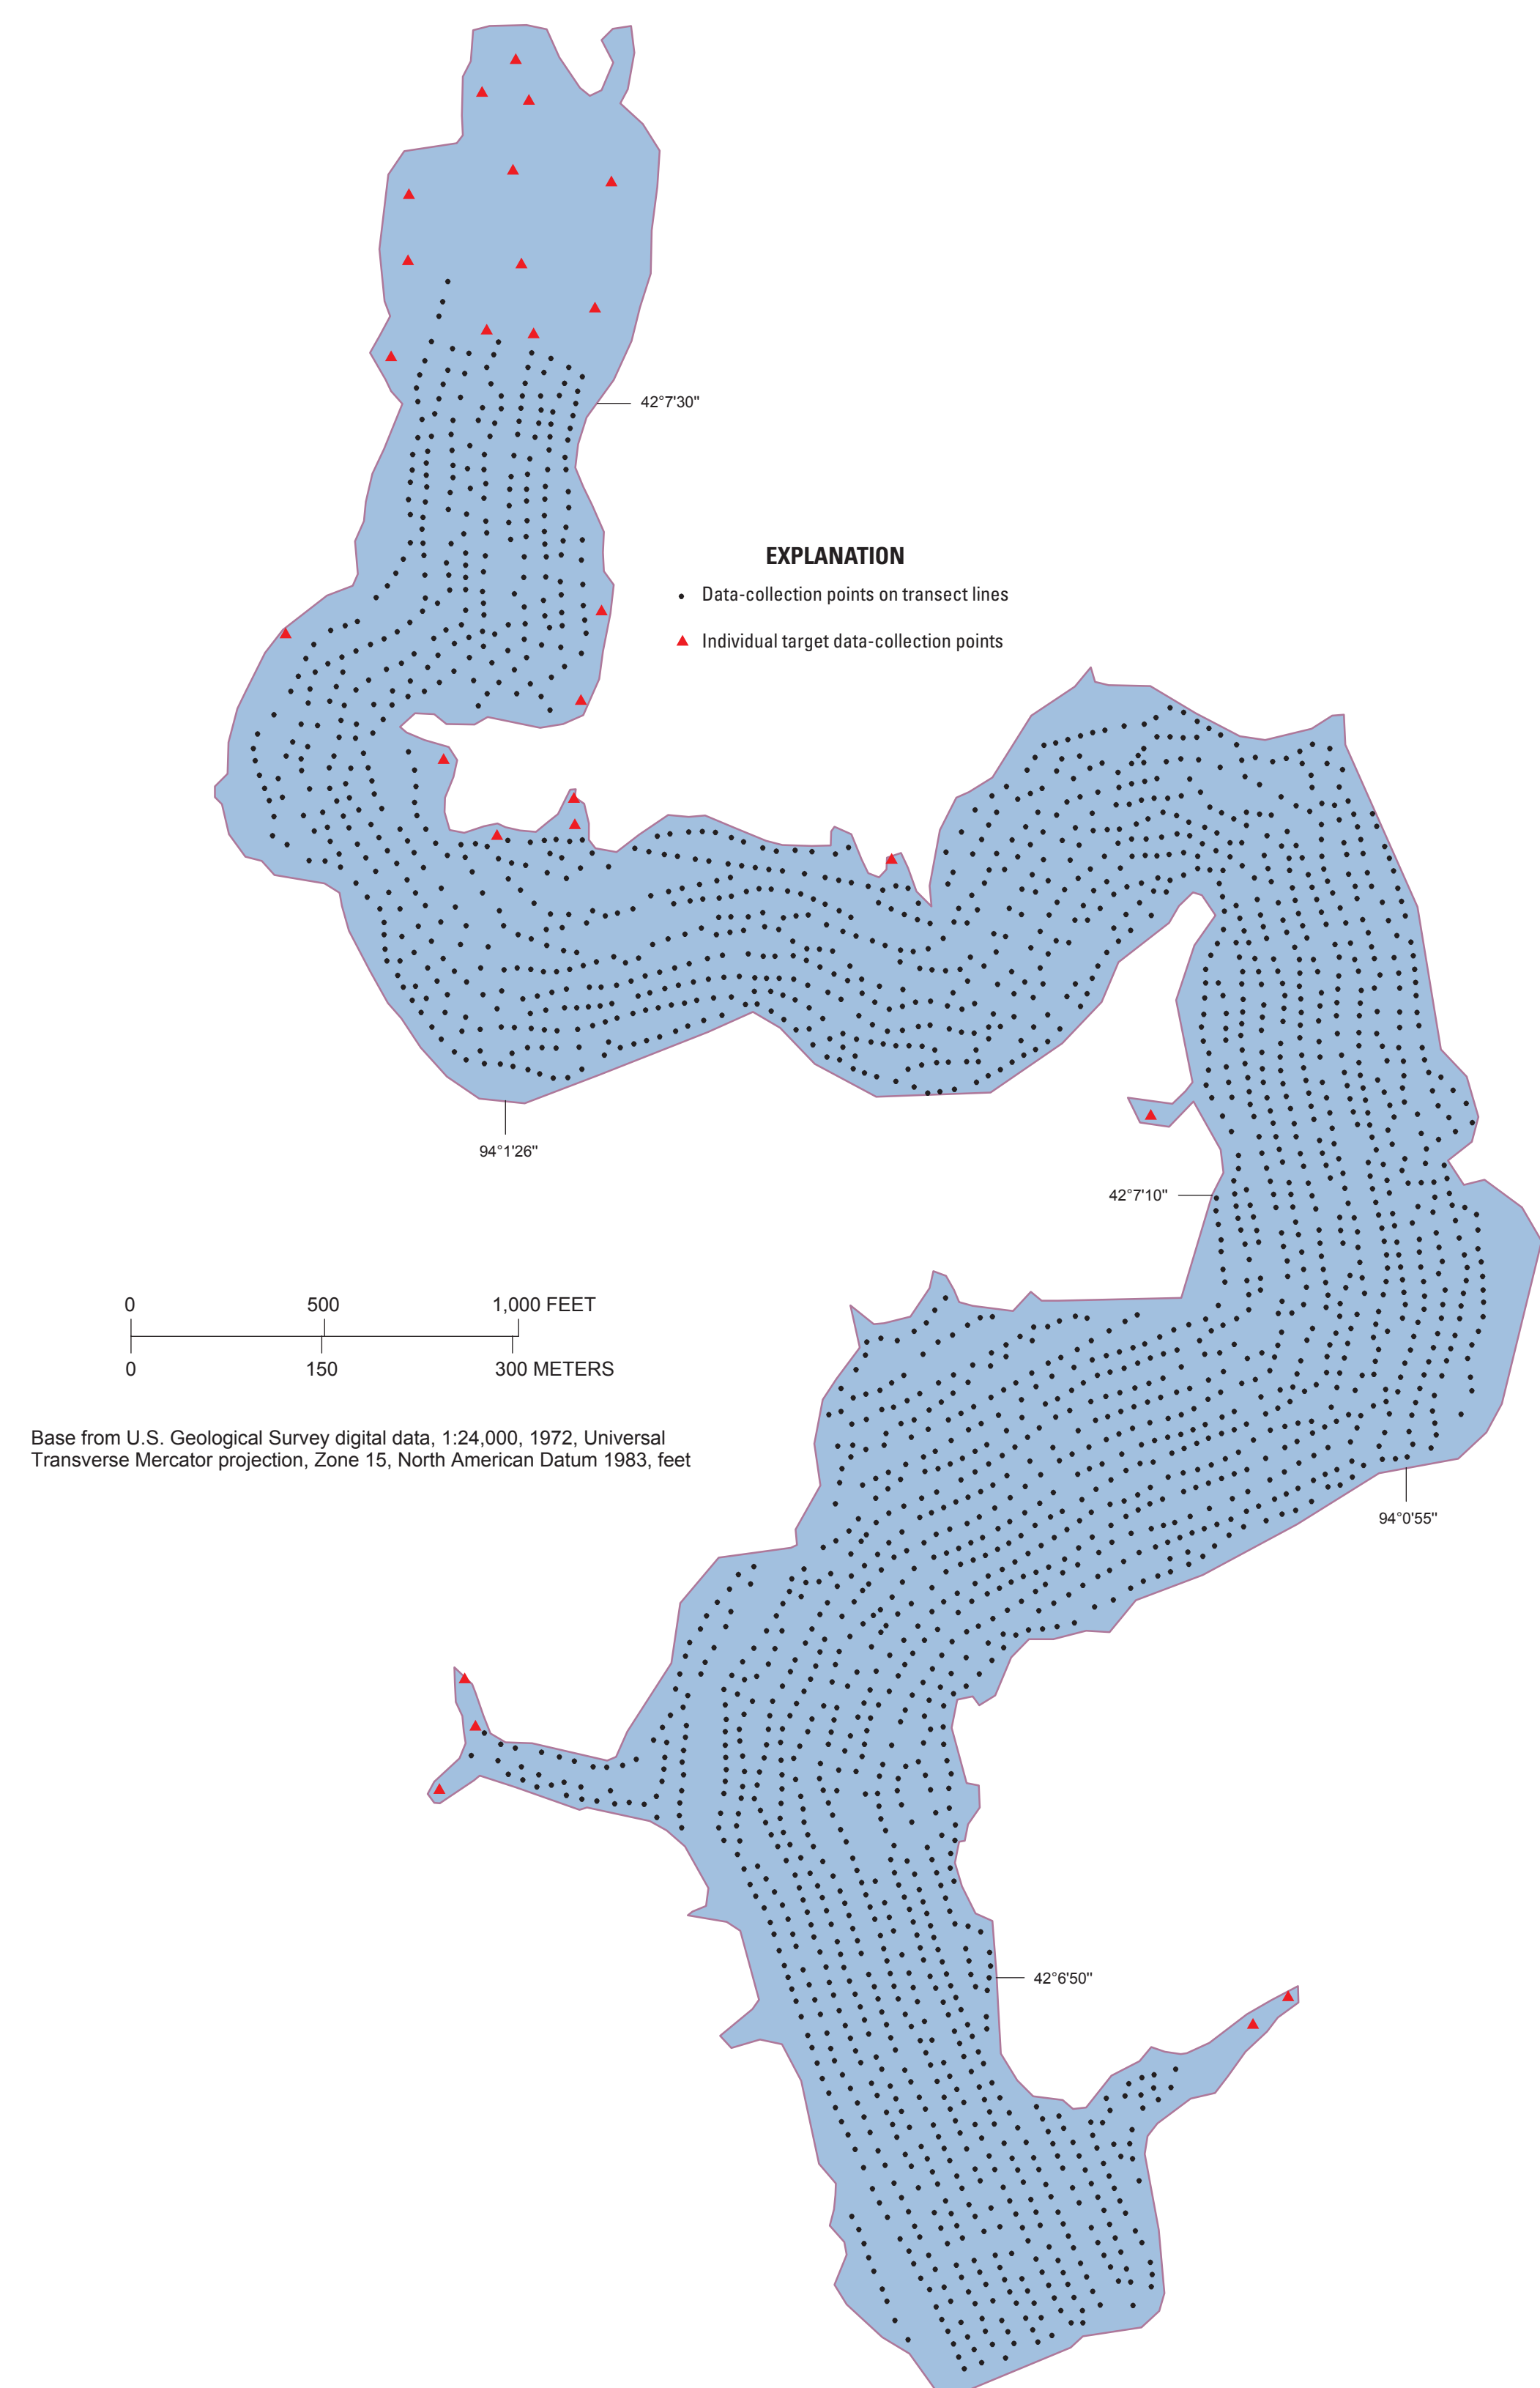 42°7'30"
EXPLANATION
Data-collection points on transect lines
Individual target data-collection points
94°1'26"
42°7'10"
0 500 1,000 FEET
0 150 300 METERS
Base from U.S. Geological Survey digital data, 1:24,000, 1972, Universal
Transverse Mercator projection, Zone 15, North American Datum 1983, feet
94°0'55"
42°6'50"